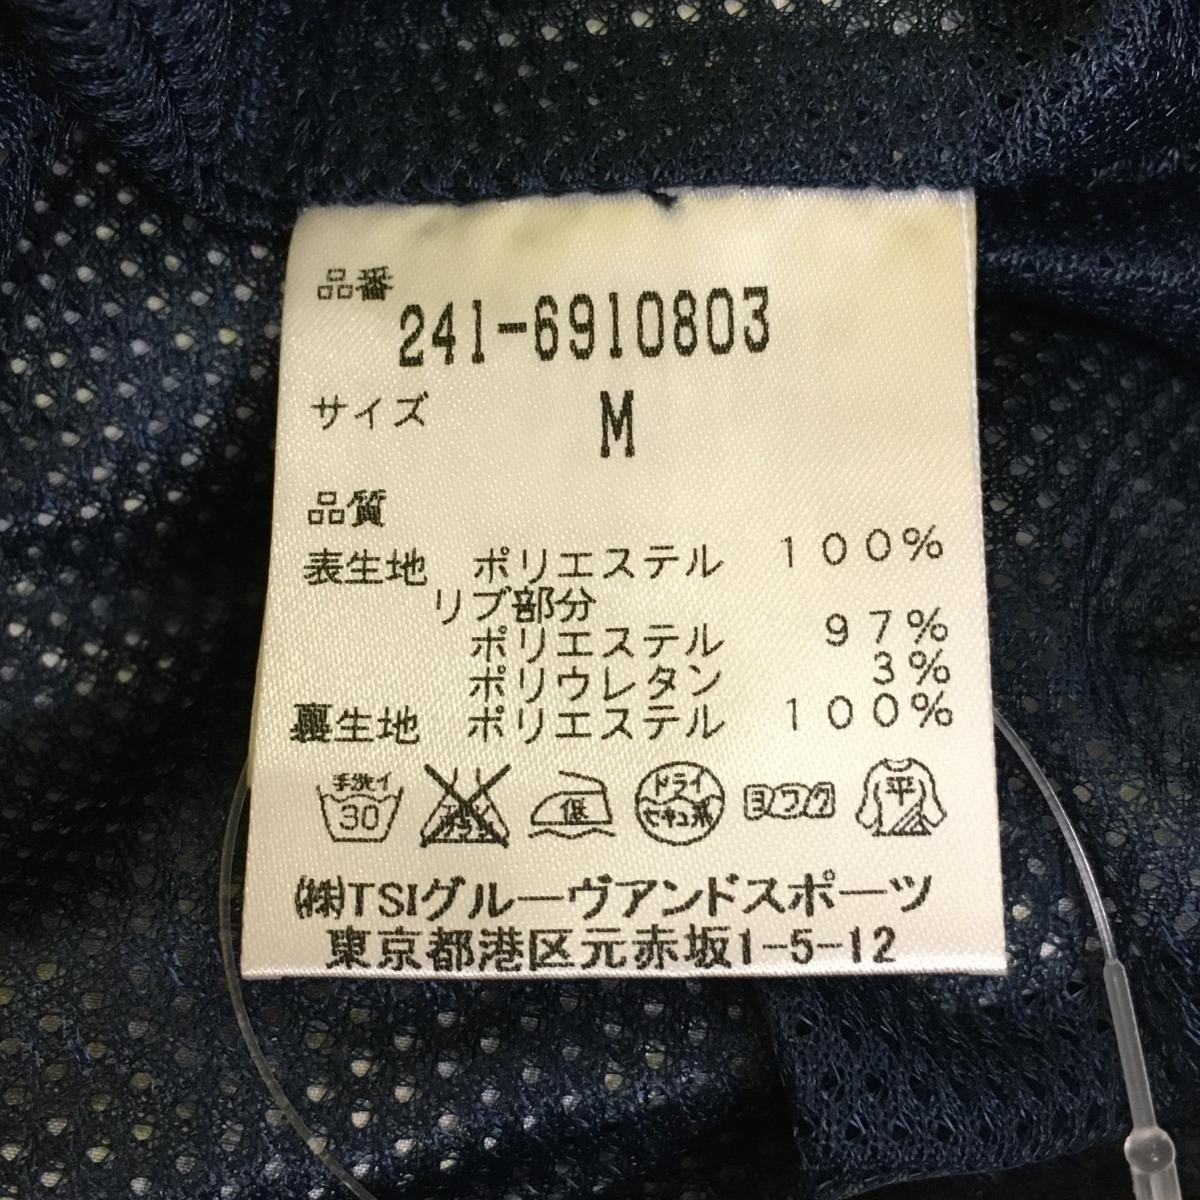 品番
241-6910803
サイズ M
品質
表生地 ポリエステル 100%
リブ部分
ポリエステル 97%
ポリウレタン 3%
裏生地 ポリエステル 100%
手洗イ 30 低 ドライ セキユ系 ヨワク 平
㈱TSIグルーヴアンドスポーツ
東京都港区元赤坂1-5-12